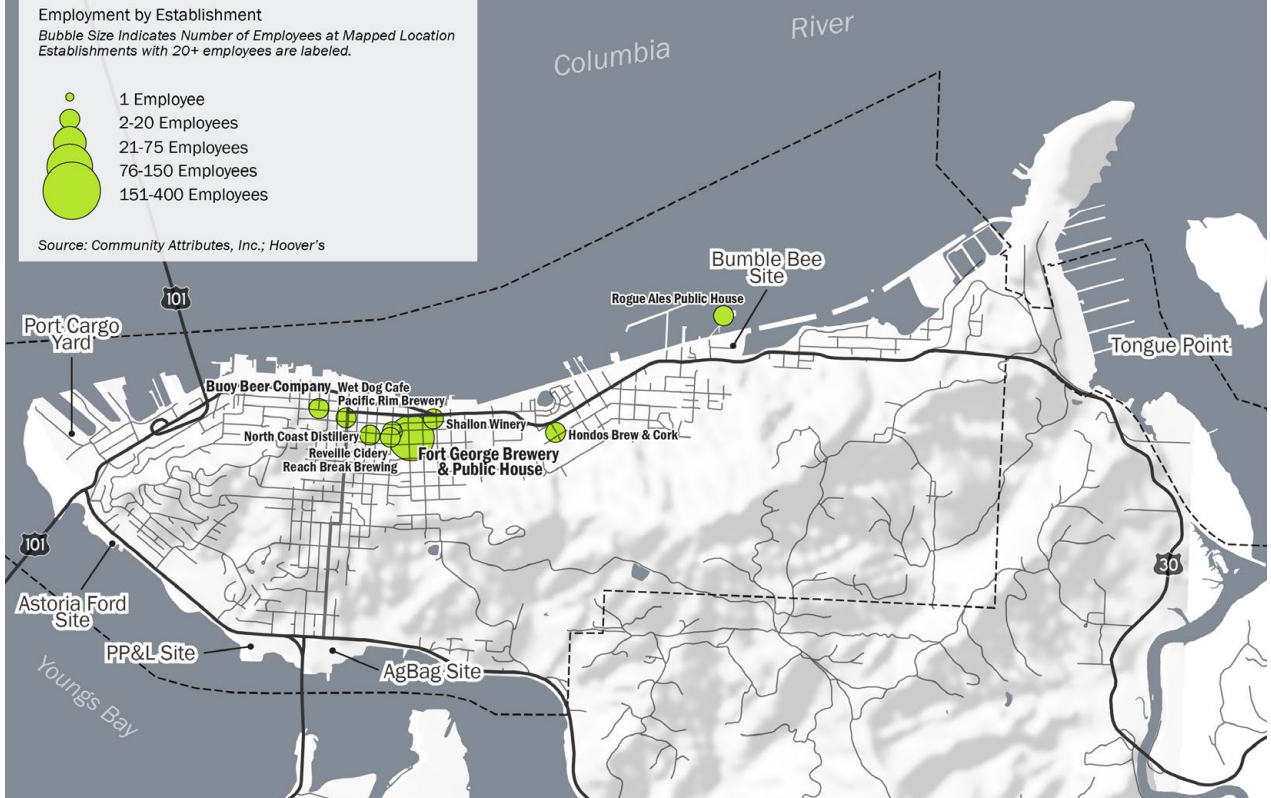 Employment by Establishment
Bubble Size Indicates Number of Employees at Mapped Location
Establishments with 20+ employees are labeled.
1 Employee
2-20 Employees
21-75 Employees
76-150 Employees
151-400 Employees
Source: Community Attributes, Inc.; Hoover's
Columbia
River
101
Port Cargo
Yard
Bumble Bee
Site
Rogue Ales Public House
Tongue Point
Buoy Beer Company
Wet Dog Cafe
Pacific Rim Brewery
Shallon Winery
North Coast Distillery
Hondos Brew & Cork
Reveille Cidery
Reach Break Brewing
Fort George Brewery
& Public House
101
30
Astoria Ford
Site
PP&L Site
AgBag Site
Youngs Bay